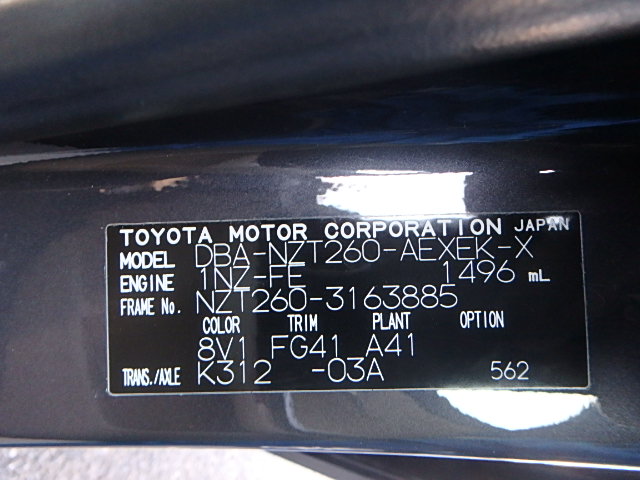 TOYOTA MOTOR CORPORATION JAPAN
MODEL DBA-NZT260-AEXEK-X
ENGINE 1NZ-FE 1496 mL
FRAME No. NZT260-3163885
COLOR TRIM PLANT OPTION
8V1 FG41 A41
TRANS./AXLE K312 -03A 562